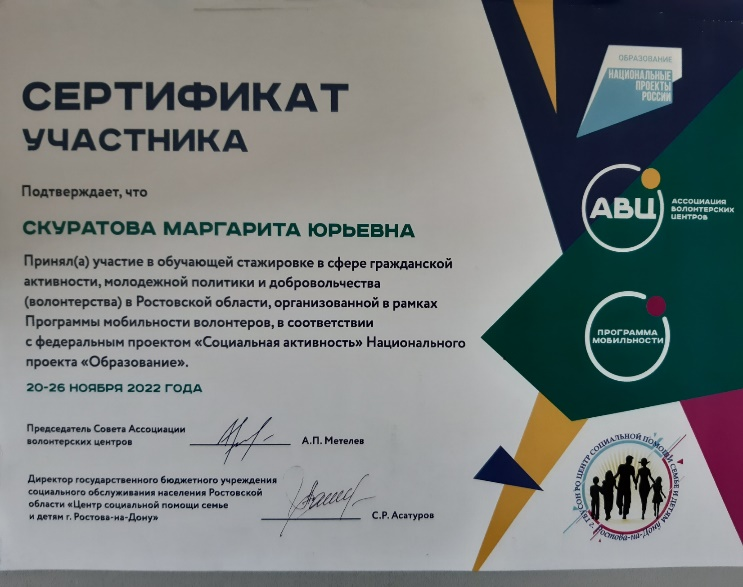 СЕРТИФИКАТ
УЧАСТНИКА
Подтверждает, что
СКУРАТОВА МАРГАРИТА ЮРЬЕВНА
Принял(а) участие в обучающей стажировке в сфере гражданской
активности, молодежной политики и добровольчества
(волонтерства) в Ростовской области, организованной в рамках
Программы мобильности волонтеров, в соответствии
с федеральным проектом «Социальная активность» Национального
проекта «Образование».
20-26 НОЯБРЯ 2022 ГОДА
Председатель Совета Ассоциации
волонтерских центров
А.П. Метелев
Директор государственного бюджетного учреждения
социального обслуживания населения Ростовской
области «Центр социальной помощи семье
и детям г. Ростова-на-Дону»
С.Р. Асатуров
ОБРАЗОВАНИЕ
НАЦИОНАЛЬНЫЕ
ПРОЕКТЫ
РОССИИ
АВЦ
АССОЦИАЦИЯ
ВОЛОНТЕРСКИХ
ЦЕНТРОВ
ПРОГРАММА
МОБИЛЬНОСТИ
ГБУСОН РО ЦЕНТР СОЦИАЛЬНОЙ ПОМОЩИ СЕМЬЕ И ДЕТЯМ
г. Ростова-на-Дону